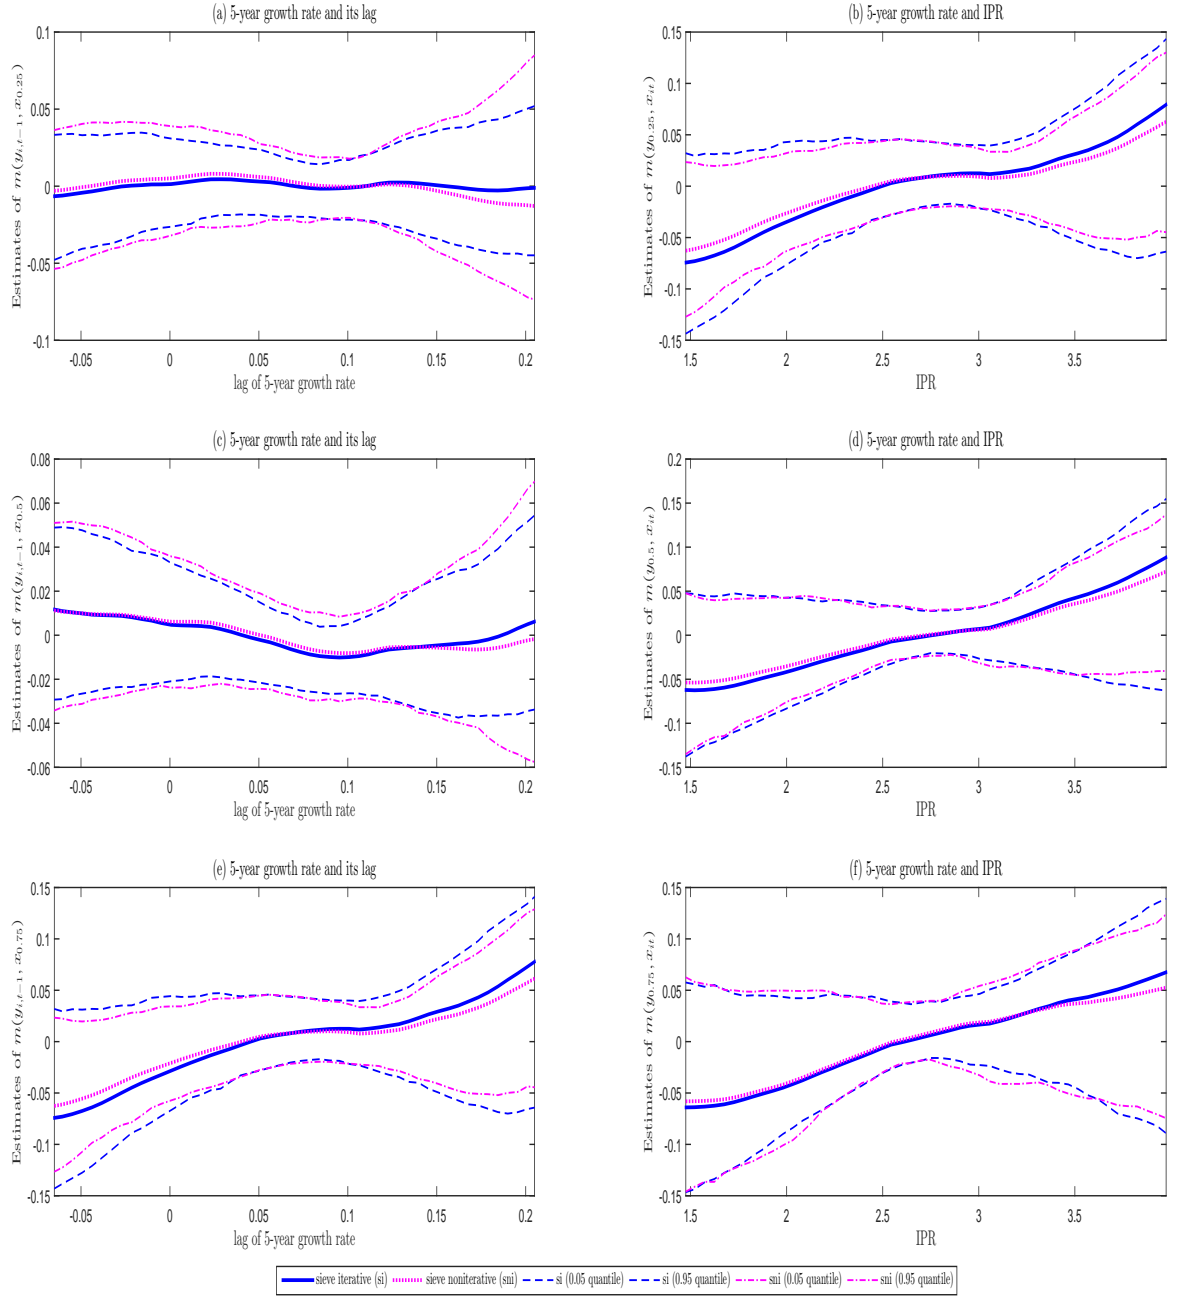 (a) 5-year growth rate and its lag
Estimates of m(y_{i,t−1}, x_{0.25})
0.1
0.05
0
-0.05
-0.1
-0.05 0 0.05 0.1 0.15 0.2
lag of 5-year growth rate
(b) 5-year growth rate and IPR
Estimates of m(y_{0.25}, x_{it})
0.15
0.1
0.05
0
-0.05
-0.1
-0.15
1.5 2 2.5 3 3.5
IPR
(c) 5-year growth rate and its lag
Estimates of m(y_{i,t−1}, x_{0.5})
0.08
0.06
0.04
0.02
0
-0.02
-0.04
-0.06
-0.05 0 0.05 0.1 0.15 0.2
lag of 5-year growth rate
(d) 5-year growth rate and IPR
Estimates of m(y_{0.5}, x_{it})
0.2
0.15
0.1
0.05
0
-0.05
-0.1
-0.15
1.5 2 2.5 3 3.5
IPR
(e) 5-year growth rate and its lag
Estimates of m(y_{i,t−1}, x_{0.75})
0.15
0.1
0.05
0
-0.05
-0.1
-0.15
-0.05 0 0.05 0.1 0.15 0.2
lag of 5-year growth rate
(f) 5-year growth rate and IPR
Estimates of m(y_{0.75}, x_{it})
0.15
0.1
0.05
0
-0.05
-0.1
-0.15
1.5 2 2.5 3 3.5
IPR
sieve iterative (si) sieve noniterative (sni) si (0.05 quantile) si (0.95 quantile) sni (0.05 quantile) sni (0.95 quantile)